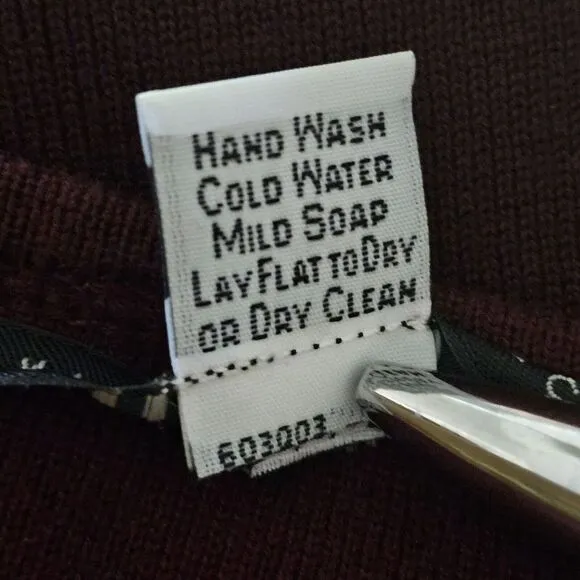 HAND WASH
COLD WATER
MILD SOAP
LAY FLAT TO DRY
OR DRY CLEAN
603003